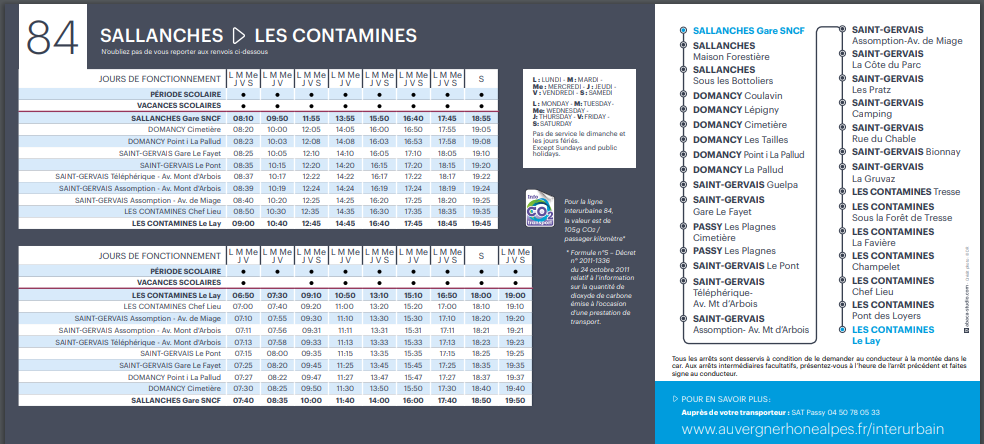 84
SALLANCHES ▷ LES CONTAMINES
N'oubliez pas de vous reporter aux renvois ci-dessous
JOURS DE FONCTIONNEMENT L M Me L M Me L M Me L M Me L M Me L M Me L M Me S
J V J V J V S J V S J V S J V S J V S
PÉRIODE SCOLAIRE ● ● ● ● ● ● ● ●
VACANCES SCOLAIRES ● ● ● ● ● ● ● ●
SALLANCHES Gare SNCF 08:10 09:50 11:55 13:55 15:50 16:40 17:45 18:55
DOMANCY Cimetière 08:20 10:00 12:05 14:05 16:00 16:50 17:55 19:05
DOMANCY Point i La Pallud 08:23 10:03 12:08 14:08 16:03 16:53 17:58 19:08
SAINT-GERVAIS Gare Le Fayet 08:25 10:05 12:10 14:10 16:05 17:10 18:05 19:10
SAINT-GERVAIS Le Pont 08:35 10:15 12:20 14:20 16:15 17:20 18:15 19:20
SAINT-GERVAIS Téléphérique - Av. Mont d'Arbois 08:37 10:17 12:22 14:22 16:17 17:22 18:17 19:22
SAINT-GERVAIS Assomption - Av. Mont d'Arbois 08:39 10:19 12:24 14:24 16:19 17:24 18:19 19:24
SAINT-GERVAIS Assomption - Av. de Miage 08:40 10:20 12:25 14:25 16:20 17:25 18:20 19:25
LES CONTAMINES Chef Lieu 08:50 10:30 12:35 14:35 16:30 17:35 18:35 19:35
LES CONTAMINES Le Lay 09:00 10:40 12:45 14:45 16:40 17:45 18:45 19:45
JOURS DE FONCTIONNEMENT L M Me L M Me L M Me L M Me L M Me L M Me L M Me S L M Me
J V J V J V S J V S J V S J V S J V S J V
PÉRIODE SCOLAIRE ● ● ● ● ● ● ● ● ●
VACANCES SCOLAIRES ● ● ● ● ● ● ● ●
LES CONTAMINES Le Lay 06:50 07:30 09:10 10:50 13:10 15:10 16:50 18:00 19:00
LES CONTAMINES Chef Lieu 07:00 07:40 09:20 11:00 13:20 15:20 17:00 18:10 19:10
SAINT-GERVAIS Assomption - Av. de Miage 07:10 07:55 09:30 11:10 13:30 15:30 17:10 18:20 19:20
SAINT-GERVAIS Assomption - Av. Mont d'Arbois 07:11 07:56 09:31 11:11 13:31 15:31 17:11 18:21 19:21
SAINT-GERVAIS Téléphérique - Av. Mont d'Arbois 07:13 07:58 09:33 11:13 13:33 15:33 17:13 18:23 19:23
SAINT-GERVAIS Le Pont 07:15 08:00 09:35 11:15 13:35 15:35 17:15 18:25 19:25
SAINT-GERVAIS Gare Le Fayet 07:25 08:20 09:45 11:25 13:45 15:45 17:25 18:35 19:35
DOMANCY Point i La Pallud 07:27 08:22 09:47 11:27 13:47 15:47 17:27 18:37 19:37
DOMANCY Cimetière 07:30 08:25 09:50 11:30 13:50 15:50 17:30 18:40 19:40
SALLANCHES Gare SNCF 07:40 08:35 10:00 11:40 14:00 16:00 17:40 18:50 19:50
L : LUNDI - M : MARDI -
Me : MERCREDI - J : JEUDI -
V : VENDREDI - S : SAMEDI
L : MONDAY - M: TUESDAY-
Me: WEDNESDAY -
J: THURSDAY - V: FRIDAY -
S: SATURDAY
Pas de service le dimanche et
les jours fériés.
Except Sundays and public
holidays.
Info
CO2
transport
Pour la ligne
interurbaine 84,
la valeur est de
105g CO2 /
passager.kilomètre*
* Formule n°5 – Décret
n° 2011-1336
du 24 octobre 2011
relatif à l'information
sur la quantité de
dioxyde de carbone
émise à l'occasion
d'une prestation de
transport.
SALLANCHES Gare SNCF
SALLANCHES
Maison Forestière
SALLANCHES
Sous les Bottoliers
DOMANCY Coulavin
DOMANCY Lépigny
DOMANCY Cimetière
DOMANCY Les Tailles
DOMANCY Point i La Pallud
DOMANCY La Pallud
SAINT-GERVAIS Guelpa
SAINT-GERVAIS
Gare Le Fayet
PASSY Les Plagnes
Cimetière
PASSY Les Plagnes
SAINT-GERVAIS Le Pont
SAINT-GERVAIS
Téléphérique-
Av. Mt d'Arbois
SAINT-GERVAIS
Assomption- Av. Mt d'Arbois
SAINT-GERVAIS
Assomption-Av. de Miage
SAINT-GERVAIS
La Côte du Parc
SAINT-GERVAIS
Les Pratz
SAINT-GERVAIS
Camping
SAINT-GERVAIS
Rue du Chable
SAINT-GERVAIS Bionnay
SAINT-GERVAIS
La Gruvaz
LES CONTAMINES Tresse
LES CONTAMINES
Sous la Forêt de Tresse
LES CONTAMINES
La Favière
LES CONTAMINES
Champelet
LES CONTAMINES
Chef Lieu
LES CONTAMINES
Pont des Loyers
LES CONTAMINES
Le Lay
Tous les arrêts sont desservis à condition de le demander au conducteur à la montée dans le
car. Aux arrêts intermédiaires facultatifs, présentez-vous à l'heure de l'arrêt précédent et faites
signe au conducteur.
▷ POUR EN SAVOIR PLUS :
Auprès de votre transporteur : SAT Passy 04 50 78 05 33
www.auvergnerhonealpes.fr/interurbain